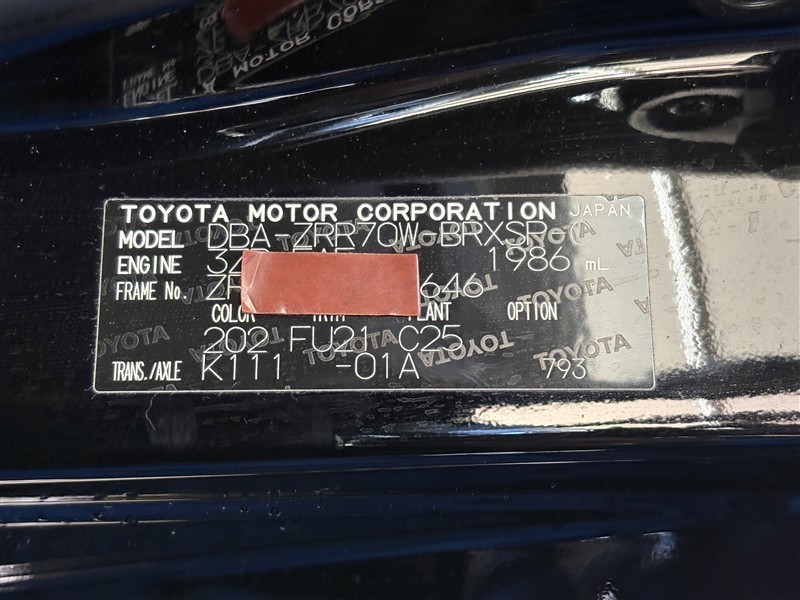 TOYOTA MOTOR CORPORATION JAPAN
MODEL DBA-ZRR70W-BRXSP
ENGINE 1986 mL
FRAME No. 646
COLOR TRIM PLANT OPTION
202 FU21 C25
TRANS./AXLE K111 -01A 793